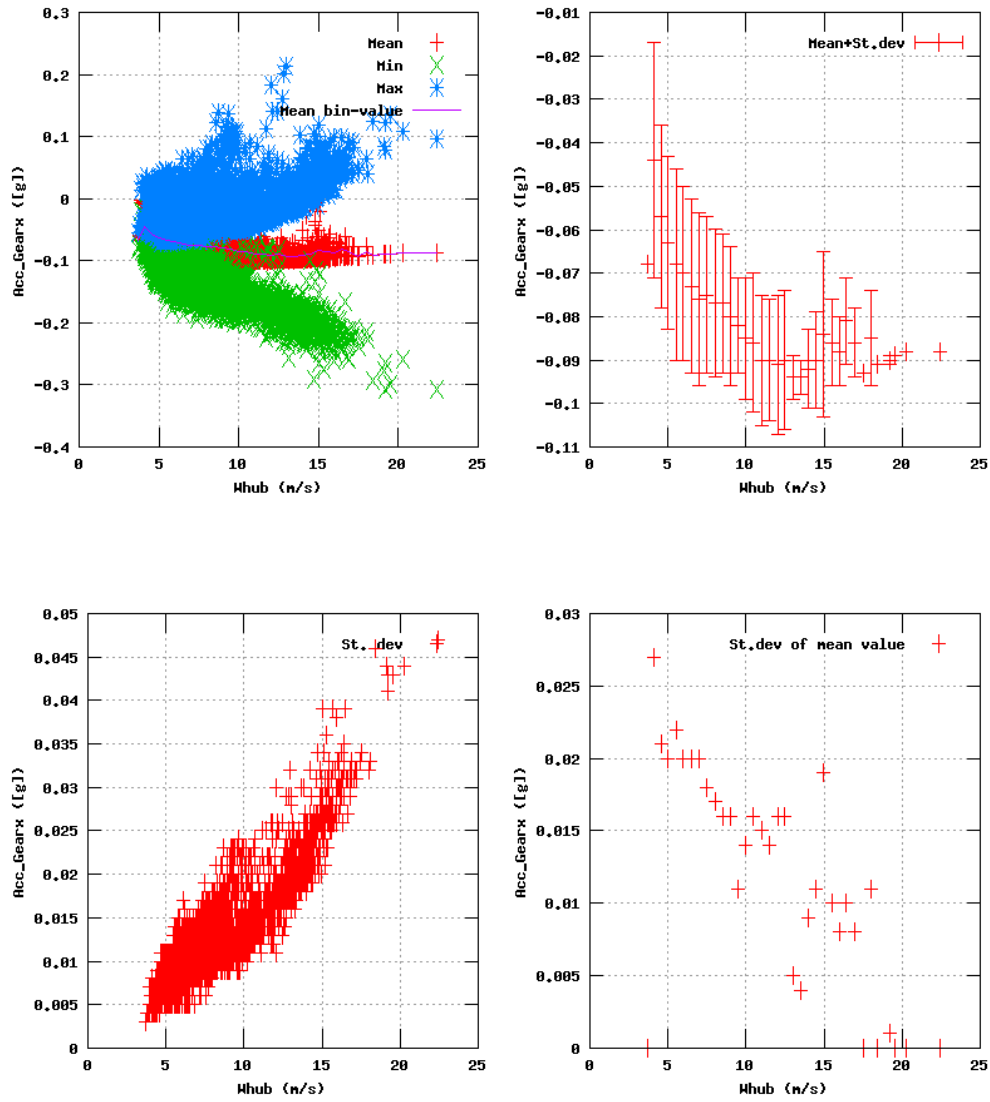 0.3
0.2
0.1
0
-0.1
-0.2
-0.3
-0.4
Acc_Gearx ([g])
Mean
Min
Max
Mean bin-value
0 5 10 15 20 25
Whub (m/s)
-0.01
-0.02
-0.03
-0.04
-0.05
-0.06
-0.07
-0.08
-0.09
-0.1
-0.11
Acc_Gearx ([g])
Mean+St.dev
0 5 10 15 20 25
Whub (m/s)
0.05
0.045
0.04
0.035
0.03
0.025
0.02
0.015
0.01
0.005
0
Acc_Gearx ([g])
St. dev
0 5 10 15 20 25
Whub (m/s)
0.03
0.025
0.02
0.015
0.01
0.005
0
Acc_Gearx ([g])
St.dev of mean value
0 5 10 15 20 25
Whub (m/s)